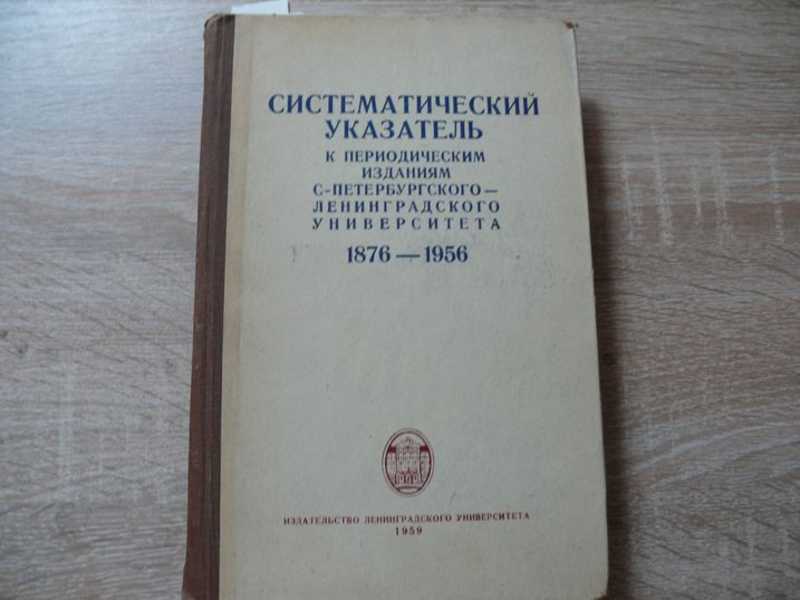 СИСТЕМАТИЧЕСКИЙ
УКАЗАТЕЛЬ
К ПЕРИОДИЧЕСКИМ
ИЗДАНИЯМ
С-ПЕТЕРБУРГСКОГО—
ЛЕНИНГРАДСКОГО
УНИВЕРСИТЕТА
1876—1956
ИЗДАТЕЛЬСТВО ЛЕНИНГРАДСКОГО УНИВЕРСИТЕТА
1959